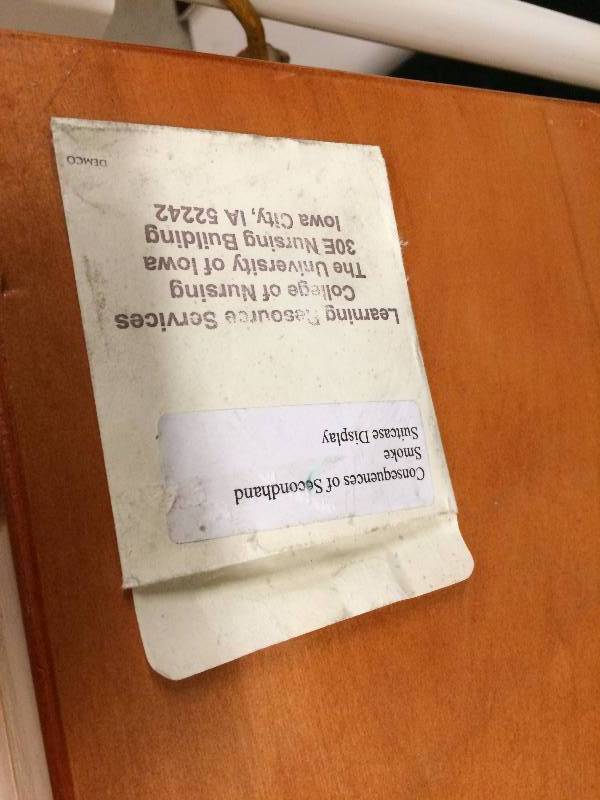 Consequences of Secondhand
Smoke
Suitcase Display
Learning Resource Services
College of Nursing
The University of Iowa
30E Nursing Building
Iowa City, IA 52242
DEMCO